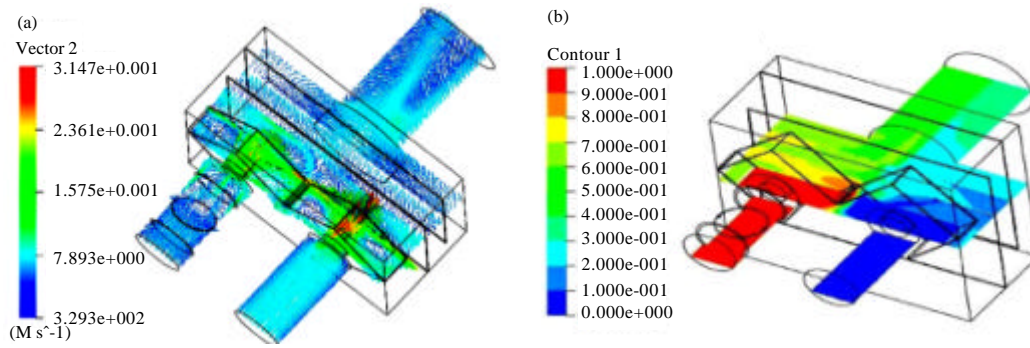 (a)
Vector 2
3.147e+0.001
2.361e+0.001
1.575e+0.001
7.893e+000
3.293e+002
(M s^-1)
(b)
Contour 1
1.000e+000
9.000e-001
8.000e-001
7.000e-001
6.000e-001
5.000e-001
4.000e-001
3.000e-001
2.000e-001
1.000e-001
0.000e+000